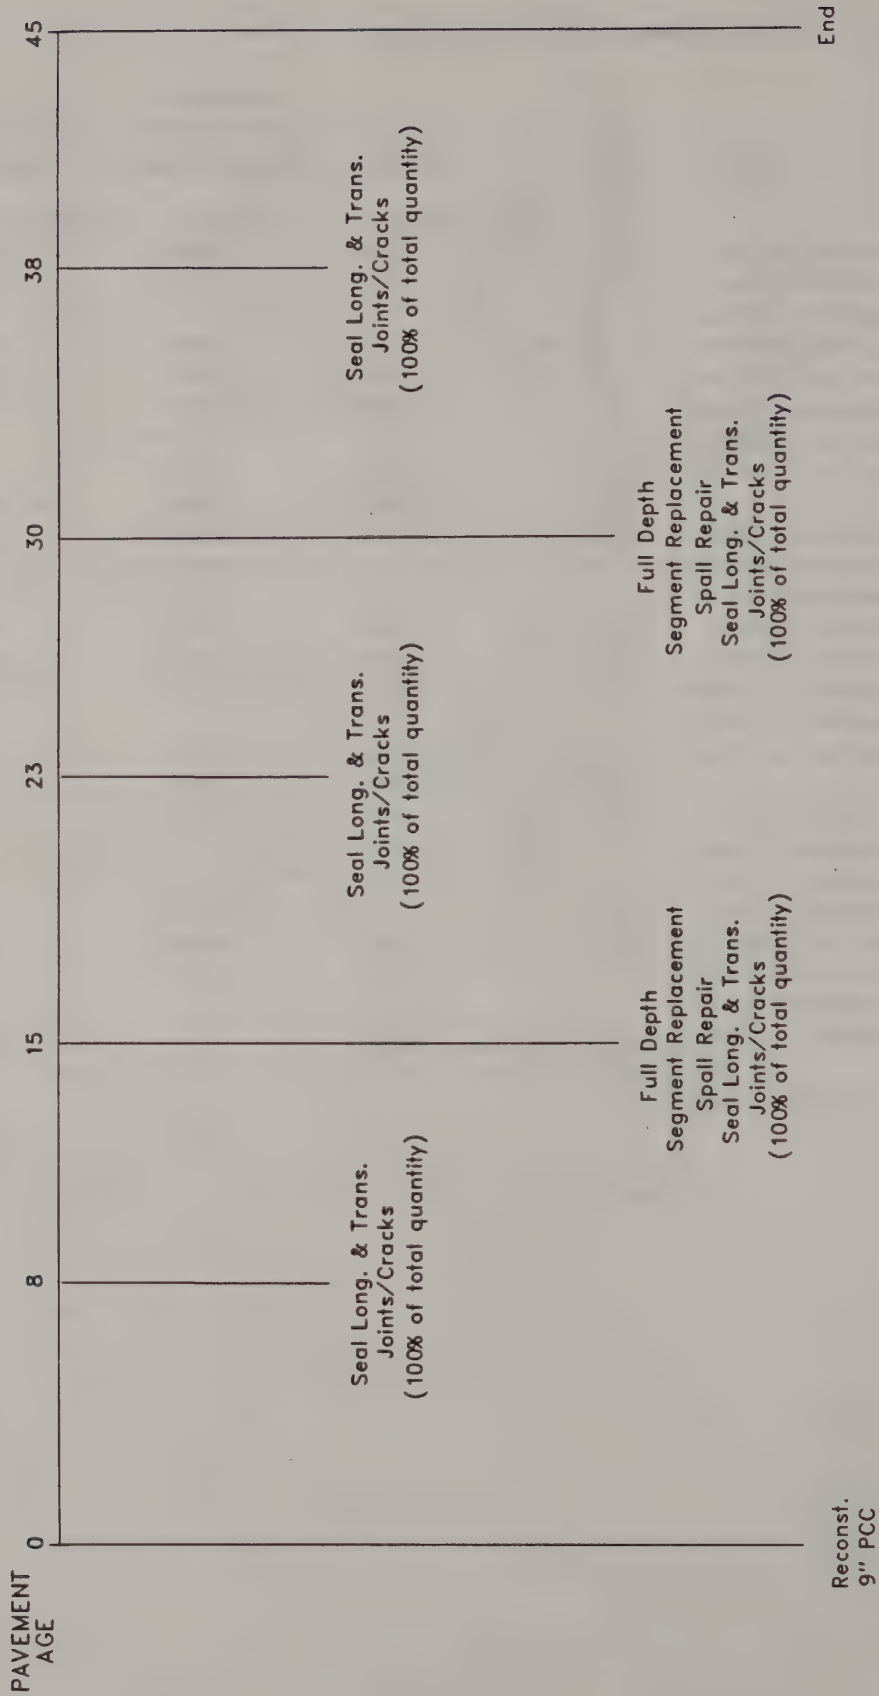 PAVEMENT
AGE
0
8
15
23
30
38
45
Seal Long. & Trans.
Joints/Cracks
(100% of total quantity)
Seal Long. & Trans.
Joints/Cracks
(100% of total quantity)
Seal Long. & Trans.
Joints/Cracks
(100% of total quantity)
Full Depth
Segment Replacement
Spall Repair
Seal Long. & Trans.
Joints/Cracks
(100% of total quantity)
Full Depth
Segment Replacement
Spall Repair
Seal Long. & Trans.
Joints/Cracks
(100% of total quantity)
Reconst.
9" PCC
End